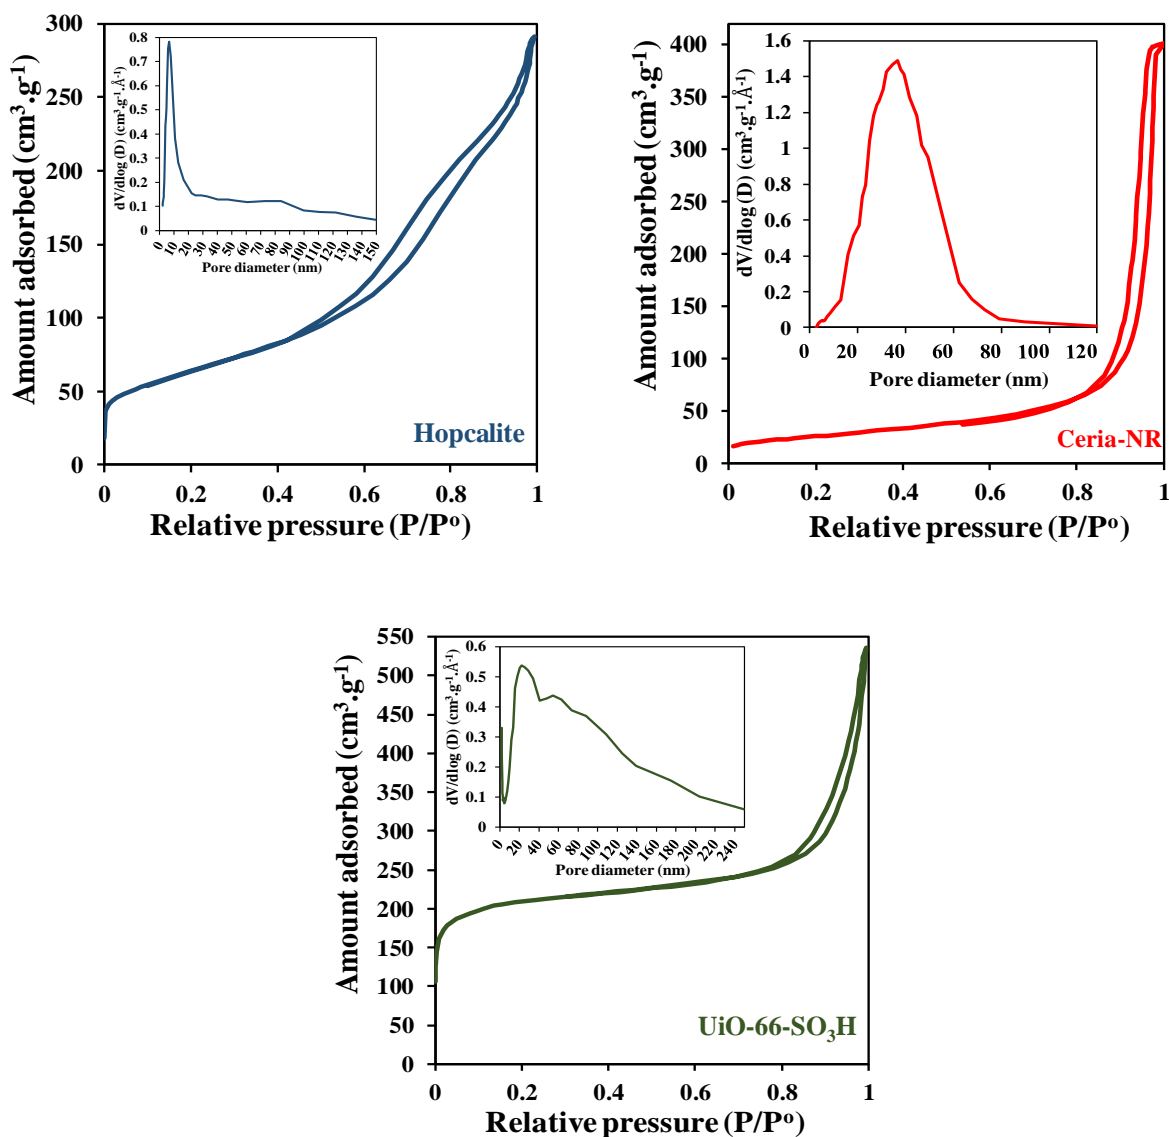 Amount adsorbed (cm³.g⁻¹)
300
250
200
150
100
50
0
0 0.2 0.4 0.6 0.8 1
Relative pressure (P/Pᵒ)
Hopcalite
dV/dlog (D) (cm³.g⁻¹.Å⁻¹)
0.8
0.7
0.6
0.5
0.4
0.3
0.2
0.1
0
0 10 20 30 40 50 60 70 80 90 100 110 120 130 140 150
Pore diameter (nm)
Amount adsorbed (cm³.g⁻¹)
400
350
300
250
200
150
100
50
0
0 0.2 0.4 0.6 0.8 1
Relative pressure (P/Pᵒ)
Ceria-NR
dV/dlog (D) (cm³.g⁻¹.Å⁻¹)
1.6
1.4
1.2
1
0.8
0.6
0.4
0.2
0
0 20 40 60 80 100 120
Pore diameter (nm)
Amount adsorbed (cm³.g⁻¹)
550
500
450
400
350
300
250
200
150
100
50
0
0 0.2 0.4 0.6 0.8 1
Relative pressure (P/Pᵒ)
UiO-66-SO₃H
dV/dlog (D) (cm³.g⁻¹.Å⁻¹)
0.6
0.5
0.4
0.3
0.2
0.1
0
0 20 40 60 80 100 120 140 160 180 200 220 240
Pore diameter (nm)